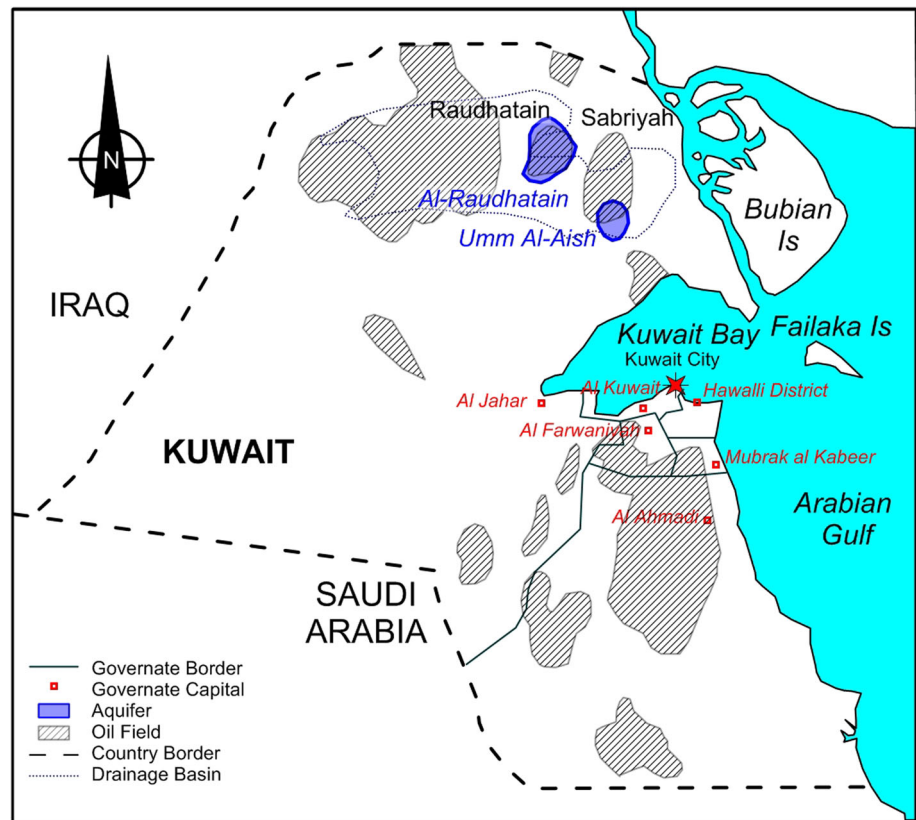 Raudhatain
Sabriyah
N
Al-Raudhatain
Umm Al-Aish
Bubian
Is
IRAQ
Kuwait Bay
Failaka Is
Kuwait City
Al Kuwait
Hawalli District
Al Jahar
Al Farwaniyah
KUWAIT
Mubrak al Kabeer
Arabian
Gulf
Al Ahmadi
SAUDI
ARABIA
Governate Border
Governate Capital
Aquifer
Oil Field
Country Border
Drainage Basin